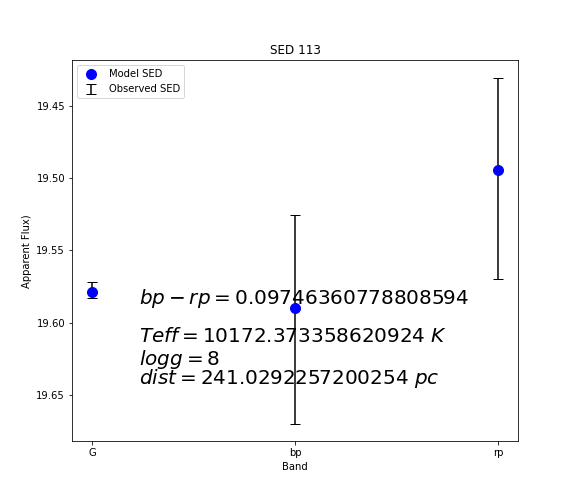 SED 113
Model SED
Observed SED
19.45
19.50
19.55
19.60
19.65
Apparent Flux)
bp − rp = 0.09746360778808594
Teff = 10172.373358620924 K
logg = 8
dist = 241.0292257200254 pc
G
bp
rp
Band